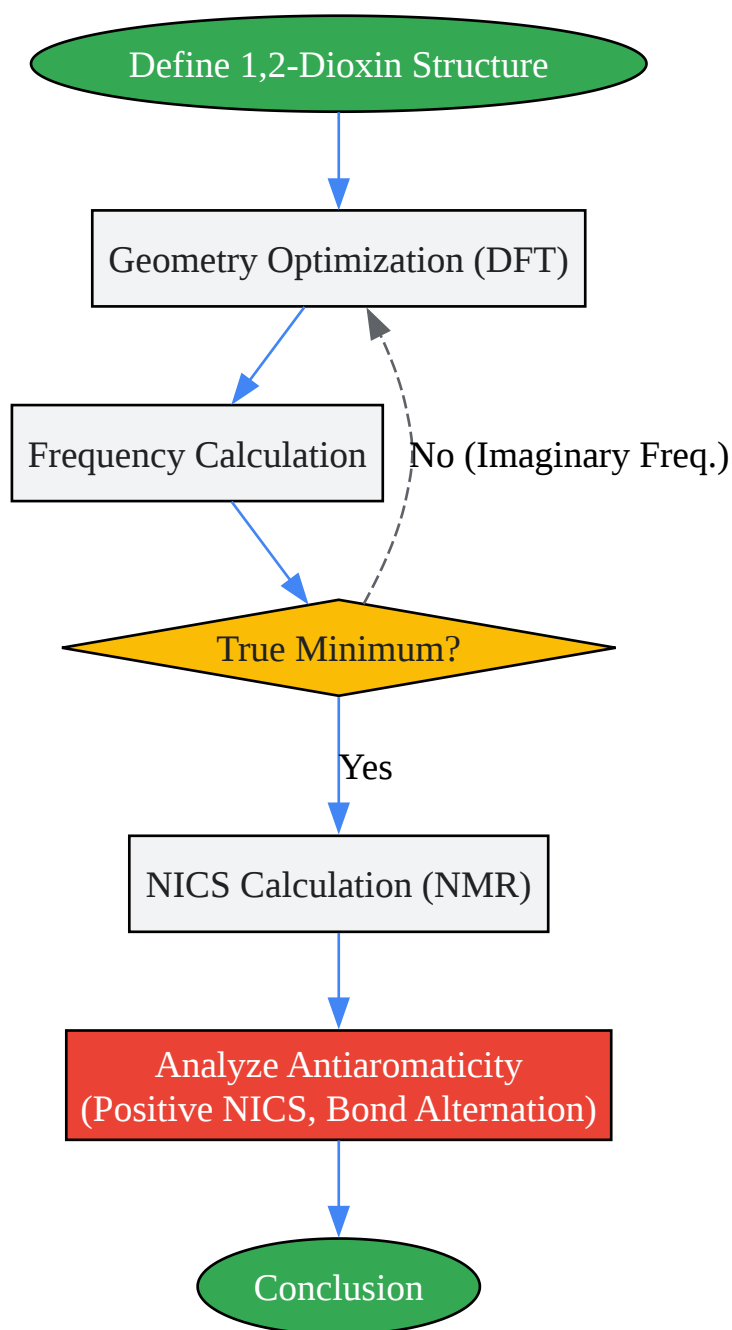 Define 1,2-Dioxin Structure
Geometry Optimization (DFT)
Frequency Calculation
No (Imaginary Freq.)
True Minimum?
Yes
NICS Calculation (NMR)
Analyze Antiaromaticity
(Positive NICS, Bond Alternation)
Conclusion